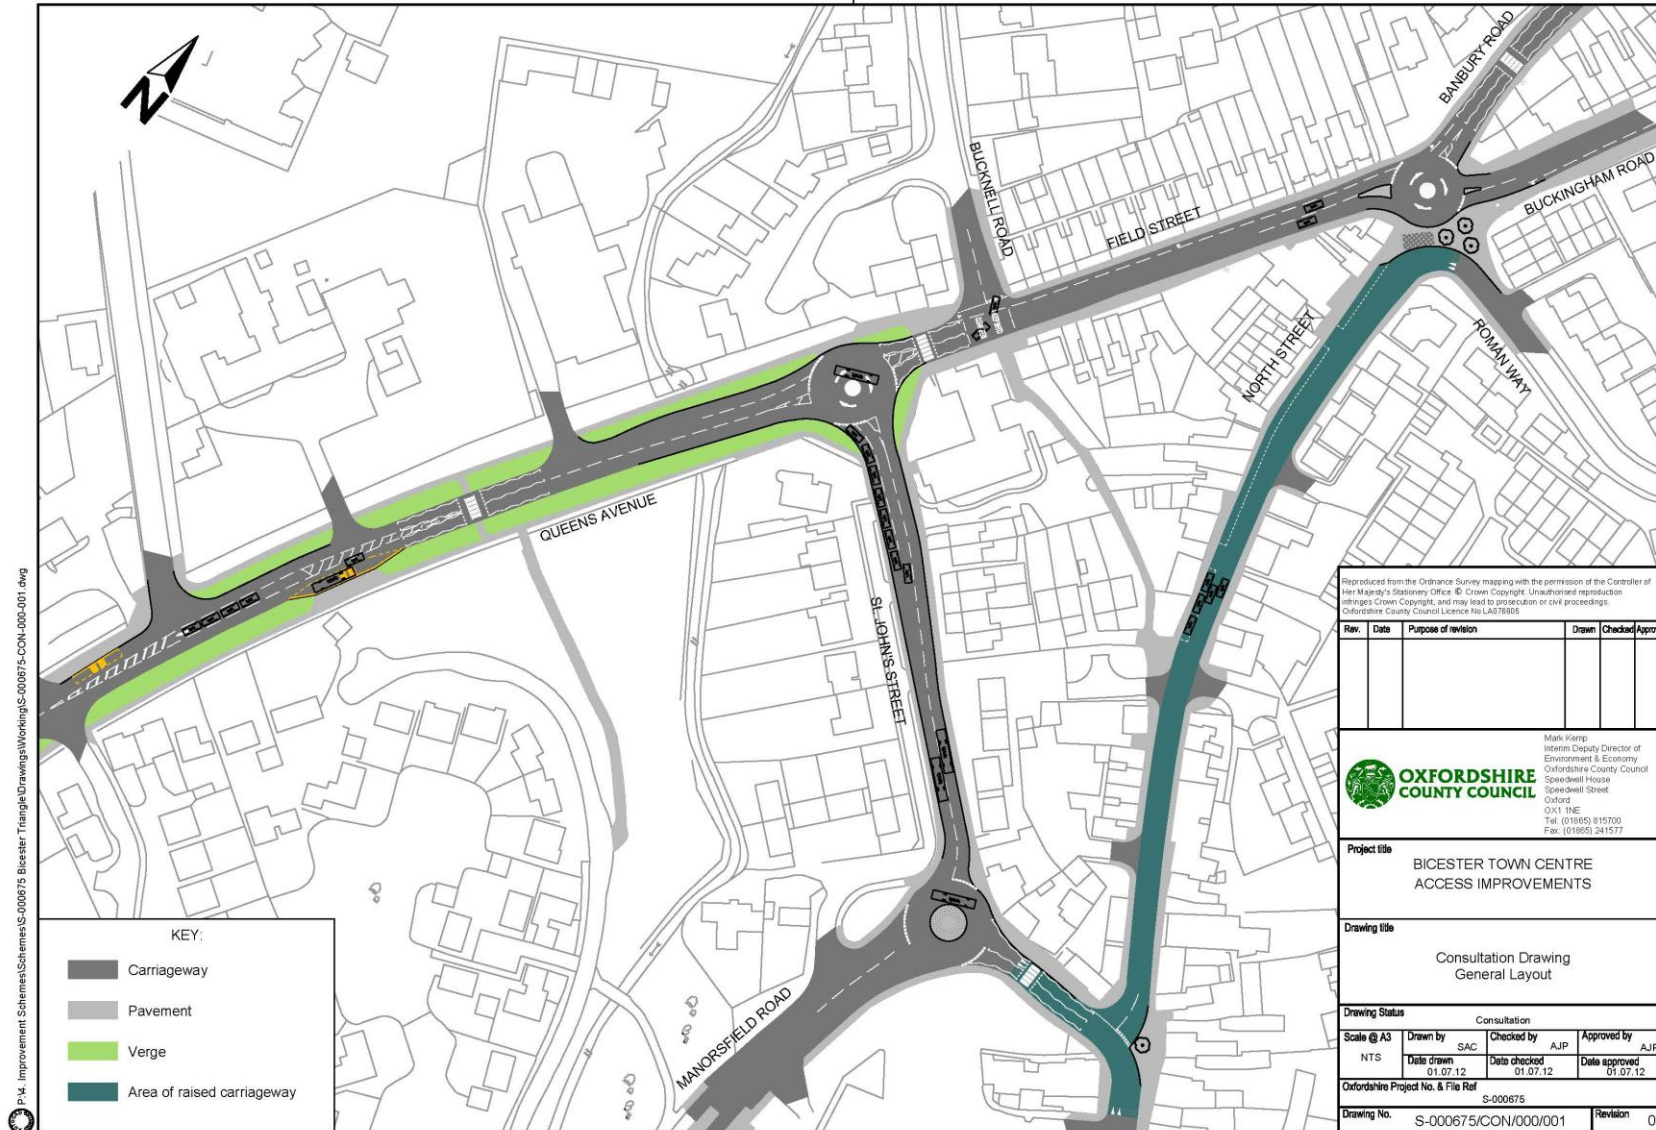 N
BANBURY ROAD
BUCKNELL ROAD
FIELD STREET
BUCKINGHAM ROAD
NORTH STREET
ROMAN WAY
QUEENS AVENUE
ST. JOHN'S STREET
MANORSFIELD ROAD
P:\4. Improvement Schemes\Schemes\S-000675 Bicester Triangle\Drawings\Working\S-000675-CON-000-001.dwg
KEY:
Carriageway
Pavement
Verge
Area of raised carriageway
Reproduced from the Ordnance Survey mapping with the permission of the Controller of
Her Majesty's Stationery Office © Crown Copyright. Unauthorised reproduction
infringes Crown Copyright, and may lead to prosecution or civil proceedings.
Oxfordshire County Council Licence No LA076805
Rev. Date Purpose of revision Drawn Checked Approv
OXFORDSHIRE
COUNTY COUNCIL
Mark Kemp
Interim Deputy Director of
Environment & Economy
Oxfordshire County Council
Speedwell House
Speedwell Street
Oxford
OX1 1NE
Tel: (01865) 815700
Fax: (01865) 241577
Project title
BICESTER TOWN CENTRE
ACCESS IMPROVEMENTS
Drawing title
Consultation Drawing
General Layout
Drawing Status
Consultation
Scale @ A3
NTS
Drawn by
SAC
Checked by
AJP
Approved by
AJP
Date drawn
01.07.12
Date checked
01.07.12
Date approved
01.07.12
Oxfordshire Project No. & File Ref
S-000675
Drawing No.
S-000675/CON/000/001
Revision
0